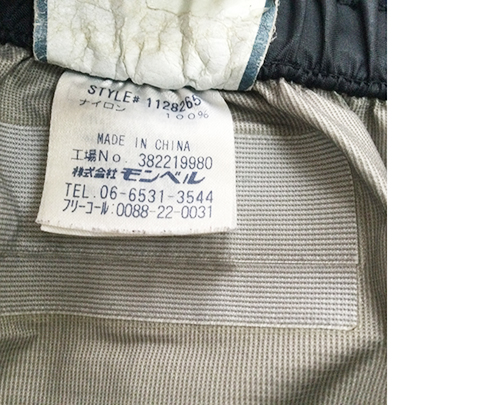 STYLE# 1128265
ナイロン 100%
MADE IN CHINA
工場No. 382219980
株式会社 モンベル
TEL. 06-6531-3544
フリーコール:0088-22-0031